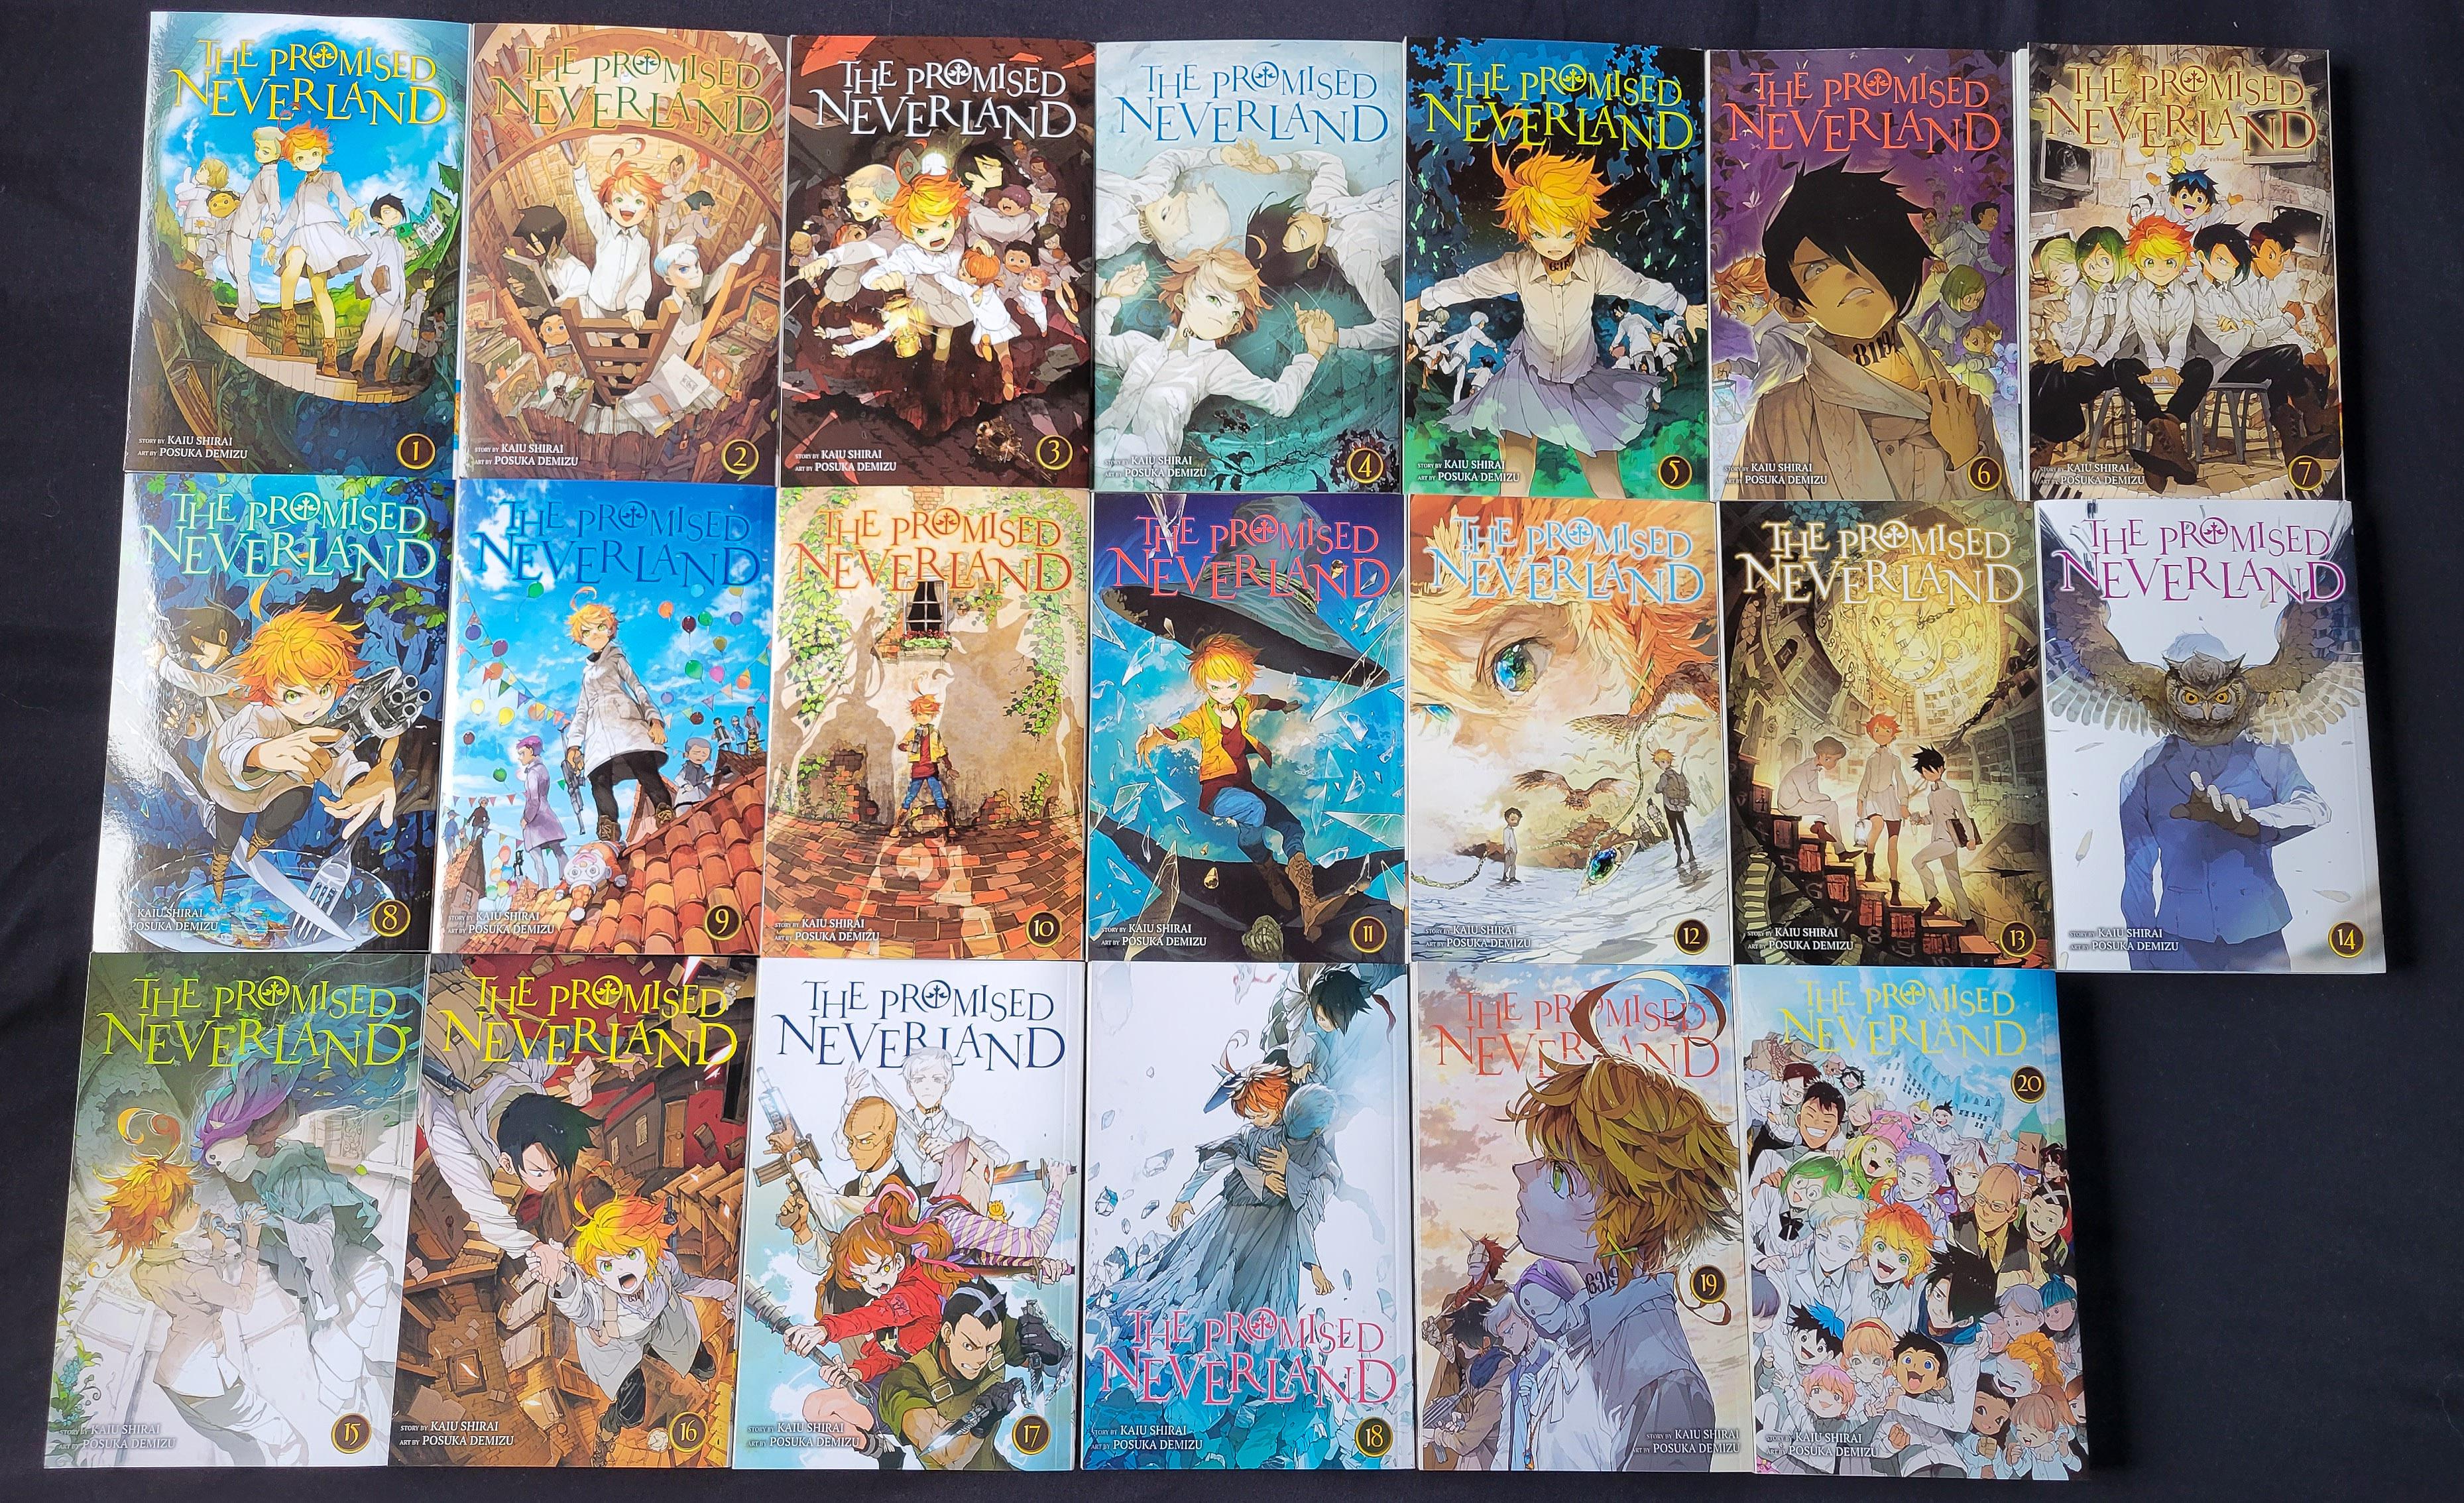 THE PROMISED
NEVERLAND
STORY BY KAIU SHIRAI
ART BY POSUKA DEMIZU
1
THE PROMISED
NEVERLAND
STORY BY KAIU SHIRAI
ART BY POSUKA DEMIZU
2
THE PROMISED
NEVERLAND
STORY BY KAIU SHIRAI
ART BY POSUKA DEMIZU
3
THE PROMISED
NEVERLAND
STORY BY KAIU SHIRAI
ART BY POSUKA DEMIZU
4
THE PROMISED
NEVERLAND
STORY BY KAIU SHIRAI
ART BY POSUKA DEMIZU
5
THE PROMISED
NEVERLAND
81194
STORY BY KAIU SHIRAI
ART BY POSUKA DEMIZU
6
THE PROMISED
NEVERLAND
STORY BY KAIU SHIRAI
ART BY POSUKA DEMIZU
7
THE PROMISED
NEVERLAND
KAIU SHIRAI
POSUKA DEMIZU
8
THE PROMISED
NEVERLAND
STORY BY KAIU SHIRAI
ART BY POSUKA DEMIZU
9
THE PROMISED
NEVERLAND
STORY BY KAIU SHIRAI
ART BY POSUKA DEMIZU
10
THE PROMISED
NEVERLAND
STORY BY KAIU SHIRAI
ART BY POSUKA DEMIZU
11
THE PROMISED
NEVERLAND
STORY BY KAIU SHIRAI
ART BY POSUKA DEMIZU
12
THE PROMISED
NEVERLAND
STORY BY KAIU SHIRAI
ART BY POSUKA DEMIZU
13
THE PROMISED
NEVERLAND
STORY BY KAIU SHIRAI
ART BY POSUKA DEMIZU
14
THE PROMISED
NEVERLAND
STORY BY KAIU SHIRAI
ART BY POSUKA DEMIZU
15
THE PROMISED
NEVERLAND
STORY BY KAIU SHIRAI
ART BY POSUKA DEMIZU
16
THE PROMISED
NEVERLAND
STORY BY KAIU SHIRAI
ART BY POSUKA DEMIZU
17
THE PROMISED
NEVERLAND
STORY BY KAIU SHIRAI
ART BY POSUKA DEMIZU
18
THE PROMISED
NEVERLAND
6319
19
STORY BY KAIU SHIRAI
ART BY POSUKA DEMIZU
THE PROMISED
NEVERLAND
20
STORY BY KAIU SHIRAI
ART BY POSUKA DEMIZU